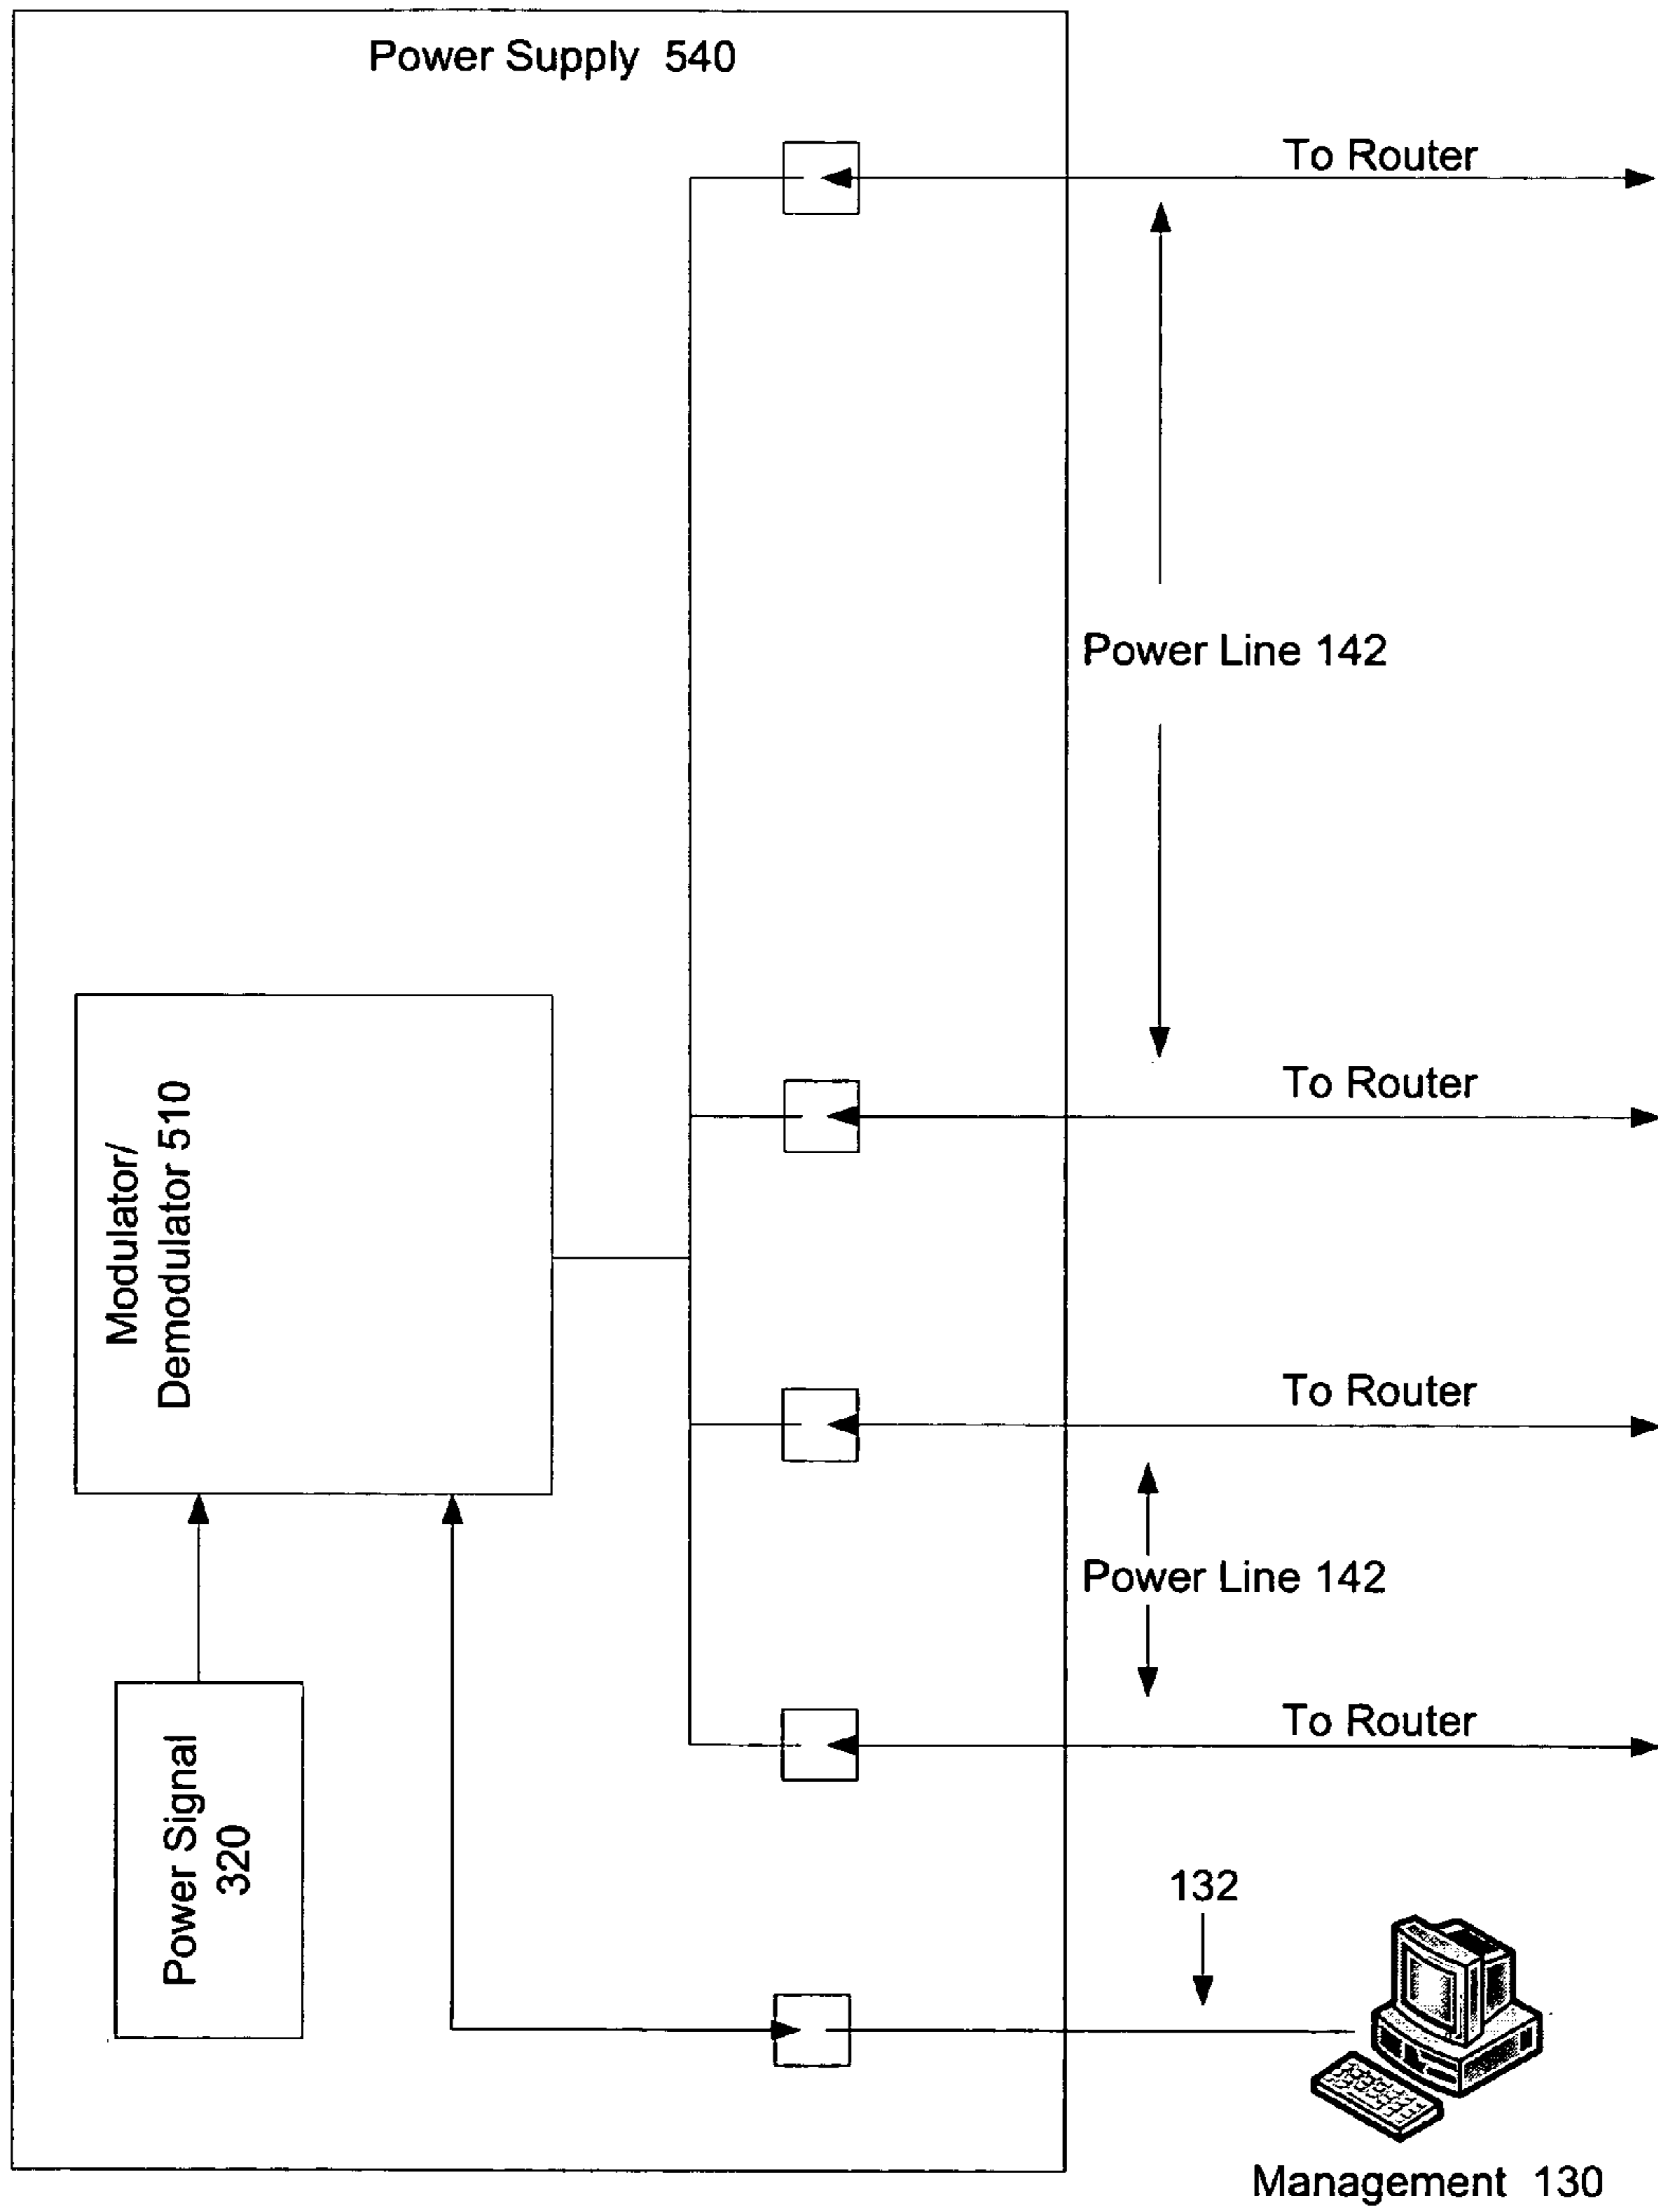 Power Supply 540
To Router
Power Line 142
Modulator/
Demodulator 510
To Router
To Router
Power Line 142
To Router
Power Signal
320
132
Management 130